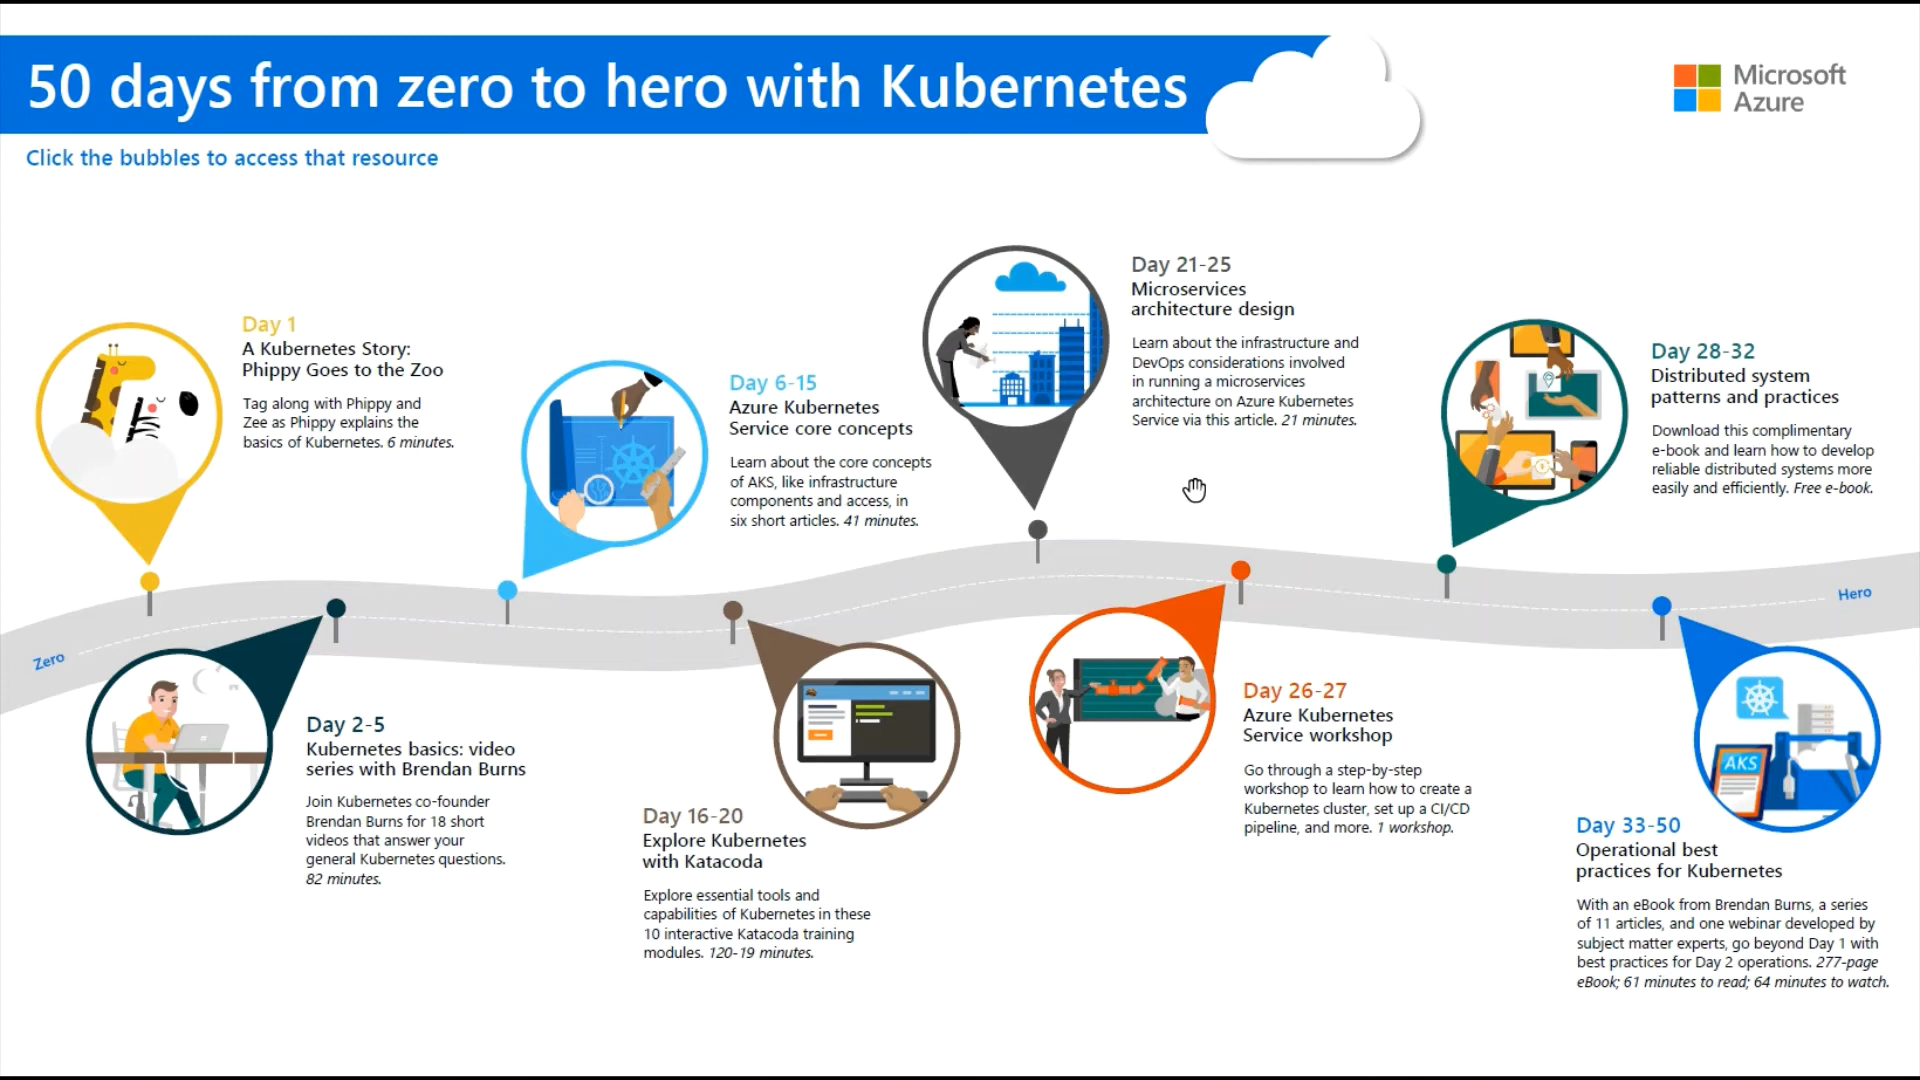 50 days from zero to hero with Kubernetes
Microsoft
Azure
Click the bubbles to access that resource
Day 1
A Kubernetes Story:
Phippy Goes to the Zoo
Tag along with Phippy and
Zee as Phippy explains the
basics of Kubernetes. 6 minutes.
Day 2-5
Kubernetes basics: video
series with Brendan Burns
Join Kubernetes co-founder
Brendan Burns for 18 short
videos that answer your
general Kubernetes questions.
82 minutes.
Day 6-15
Azure Kubernetes
Service core concepts
Learn about the core concepts
of AKS, like infrastructure
components and access, in
six short articles. 41 minutes.
Day 16-20
Explore Kubernetes
with Katacoda
Explore essential tools and
capabilities of Kubernetes in these
10 interactive Katacoda training
modules. 120-19 minutes.
Day 21-25
Microservices
architecture design
Learn about the infrastructure and
DevOps considerations involved
in running a microservices
architecture on Azure Kubernetes
Service via this article. 21 minutes.
Day 26-27
Azure Kubernetes
Service workshop
Go through a step-by-step
workshop to learn how to create a
Kubernetes cluster, set up a CI/CD
pipeline, and more. 1 workshop.
Day 28-32
Distributed system
patterns and practices
Download this complimentary
e-book and learn how to develop
reliable distributed systems more
easily and efficiently. Free e-book.
Day 33-50
Operational best
practices for Kubernetes
With an eBook from Brendan Burns, a series
of 11 articles, and one webinar developed by
subject matter experts, go beyond Day 1 with
best practices for Day 2 operations. 277-page
eBook; 61 minutes to read; 64 minutes to watch.
Zero
Hero
AKS